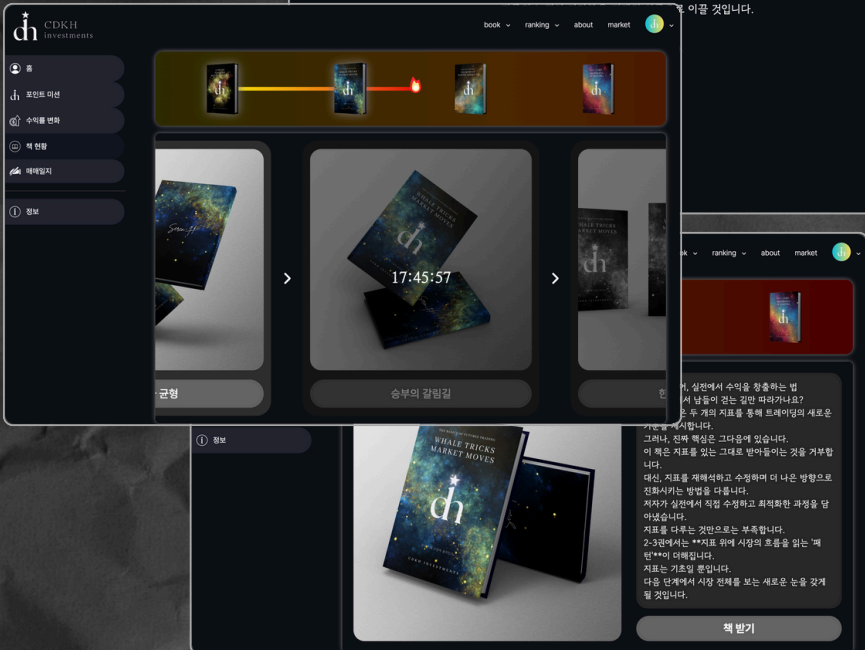 로 이끌 것입니다.
CDKH
investments
book
ranking
about
market
홈
포인트 미션
수익률 변화
책 현황
매매일지
정보
WHALE TRICKS
MARKET MOVES
17:45:57
균형
승부의 갈림길
ranking
about
market
정보
WHALE TRICKS
MARKET MOVES
CDKH INVESTMENTS
어, 실전에서 수익을 창출하는 법
서 남들이 걷는 길만 따라가나요?
은 두 개의 지표를 통해 트레이딩의 새로운
제시합니다.
그러나, 진짜 핵심은 그다음에 있습니다.
이 책은 지표를 있는 그대로 받아들이는 것을 거부합
니다.
대신, 지표를 재해석하고 수정하며 더 나은 방향으로
진화시키는 방법을 다룹니다.
저자가 실전에서 직접 수정하고 최적화한 과정을 담
아냈습니다.
지표를 다루는 것만으로는 부족합니다.
2-3권에서는 **지표 위에 시장의 흐름을 읽는 '패
턴'**이 더해집니다.
지표는 기초일 뿐입니다.
다음 단계에서 시장 전체를 보는 새로운 눈을 갖게
될 것입니다.
책 받기